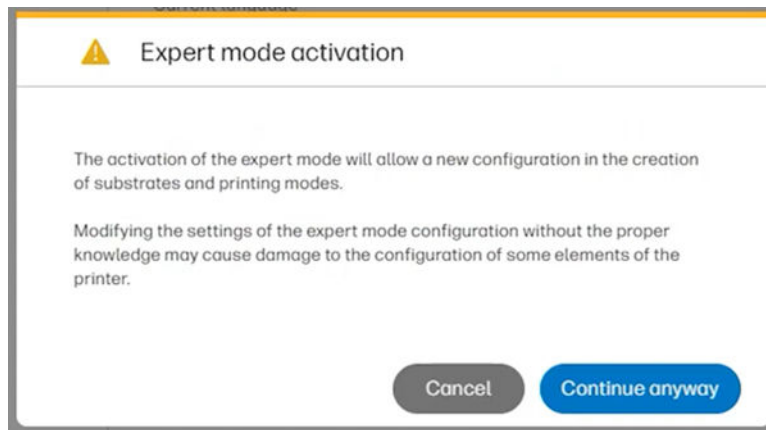 Current language
Expert mode activation
The activation of the expert mode will allow a new configuration in the creation
of substrates and printing modes.
Modifying the settings of the expert mode configuration without the proper
knowledge may cause damage to the configuration of some elements of the
printer.
Cancel
Continue anyway